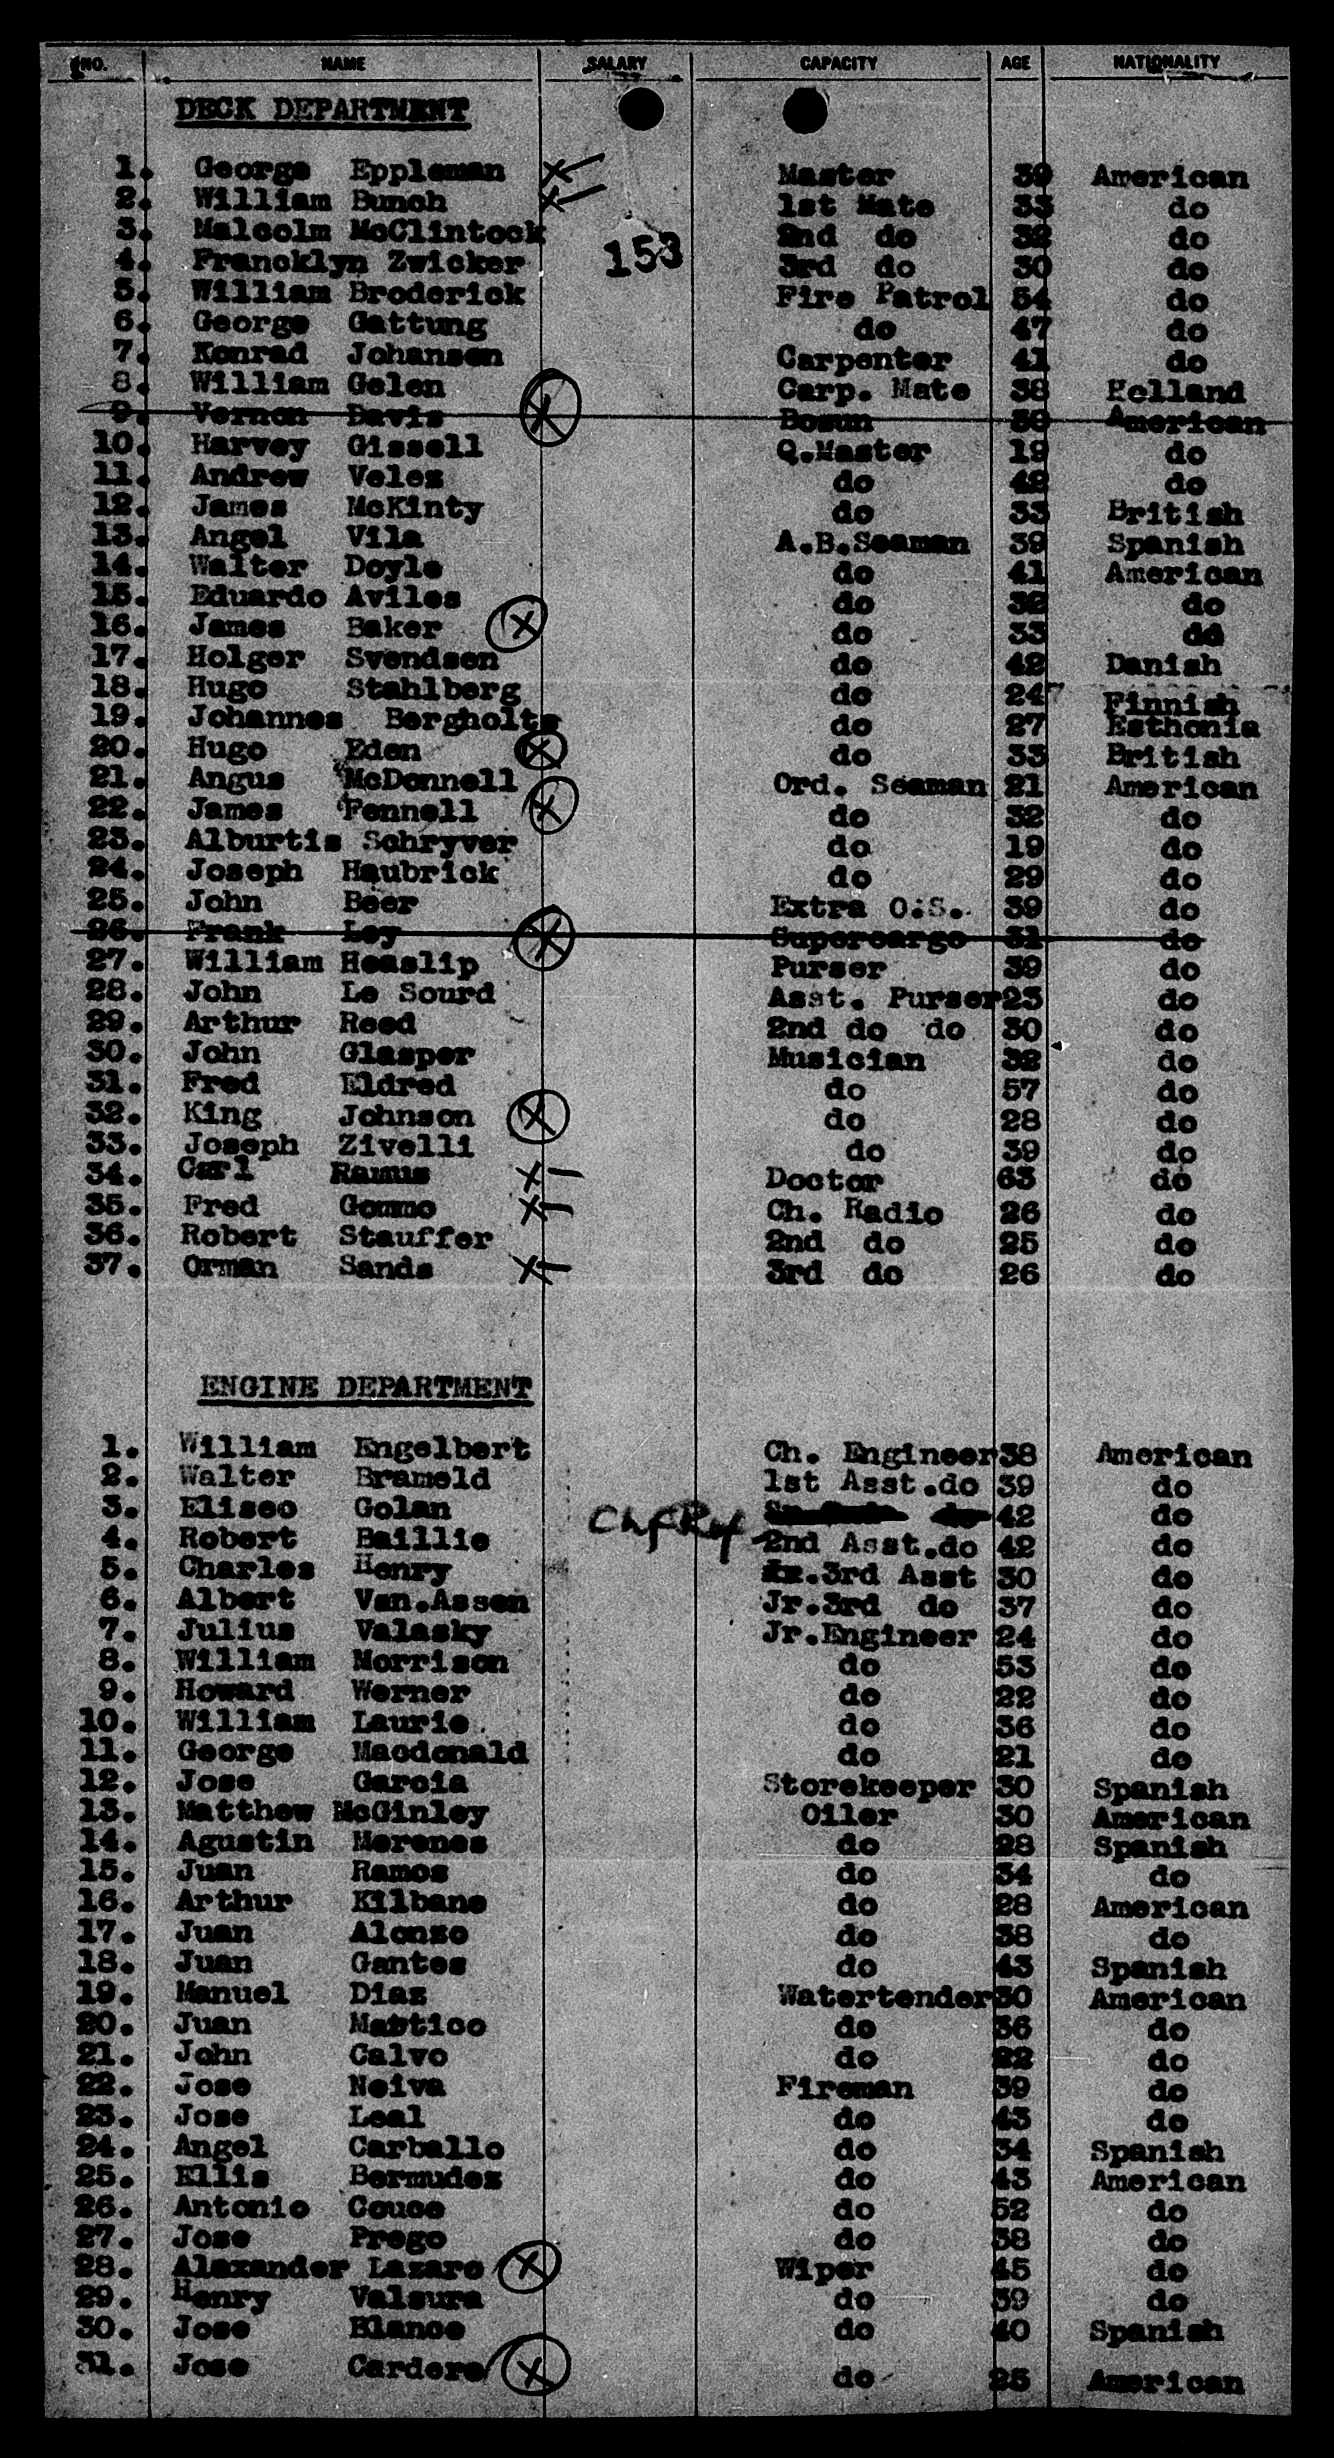 NO. NAME SALARY CAPACITY AGE NATIONALITY
DECK DEPARTMENT
1. George Eppleman X Master 39 American
2. William Bunch X 1st Mate 33 do
3. Malcolm McClintock 2nd do 32 do
153
4. Francklyn Zwicker 3rd do 30 do
5. William Broderick Fire Patrol 54 do
6. George Gattung do 47 do
7. Konrad Johansen Carpenter 41 do
8. William Gelen Carp. Mate 38 Holland
9. Vernon Davis X Bosun American
10. Harvey Gissell Q.Master 19 do
11. Andrew Velez do 42 do
12. James McKinty do 33 British
13. Angel Vila A.B.Seaman 39 Spanish
14. Walter Doyle do 41 American
15. Eduardo Aviles do 32 do
16. James Baker X do 33 do
17. Holger Svendsen do 42 Danish
18. Hugo Stahlberg do 24 Finnish
19. Johannes Bergholts do 27 Esthonia
20. Hugo Eden X do 33 British
21. Angus McDonnell Ord. Seaman 21 American
22. James Fennell X do 32 do
23. Alburtis Schryver do 19 do
24. Joseph Haubrick do 29 do
25. John Beer Extra O.S. 39 do
26. Frank Ley X Supercargo 31 do
27. William Heaslip Purser 39 do
28. John Le Sourd Asst. Purser 23 do
29. Arthur Reed 2nd do do 30 do
30. John Glasper Musician 32 do
31. Fred Eldred do 57 do
32. King Johnson X do 28 do
33. Joseph Zivelli do 39 do
34. Carl Ramus X Doctor 63 do
35. Fred Gommo X Ch. Radio 26 do
36. Robert Stauffer 2nd do 25 do
37. Orman Sands X 3rd do 26 do
ENGINE DEPARTMENT
1. William Engelbert Ch. Engineer 38 American
2. Walter Brameld 1st Asst.do 39 do
3. Eliseo Golan Chf Ref 42 do
4. Robert Baillie 2nd Asst.do 42 do
5. Charles Henry 3rd Asst 30 do
6. Albert Van.Assen Jr.3rd do 37 do
7. Julius Valasky Jr.Engineer 24 do
8. William Morrison do 53 do
9. Howard Werner do 22 do
10. William Laurie do 36 do
11. George Macdonald do 21 do
12. Jose Garcia Storekeeper 30 Spanish
13. Matthew McGinley Oiler 30 American
14. Agustin Merenes do 28 Spanish
15. Juan Ramos do 34 do
16. Arthur Kilbane do 28 American
17. Juan Alonzo do 38 do
18. Juan Gantes do 43 Spanish
19. Manuel Diaz Watertender 30 American
20. Juan do 36 do
21. John Calvo do 22 do
22. Jose Neiva Fireman 39 do
23. Jose Leal do 43 do
24. Angel Carballo do 34 Spanish
25. Ellis Bermudez do 43 American
26. Antonio Couce do 52 do
27. Jose Prego do 38 do
28. Alexander Lazaro X Wiper 45 do
29. Henry Valsura do 39 do
30. Jose Blanco do 40 Spanish
31. Jose Cardero X do 25 American